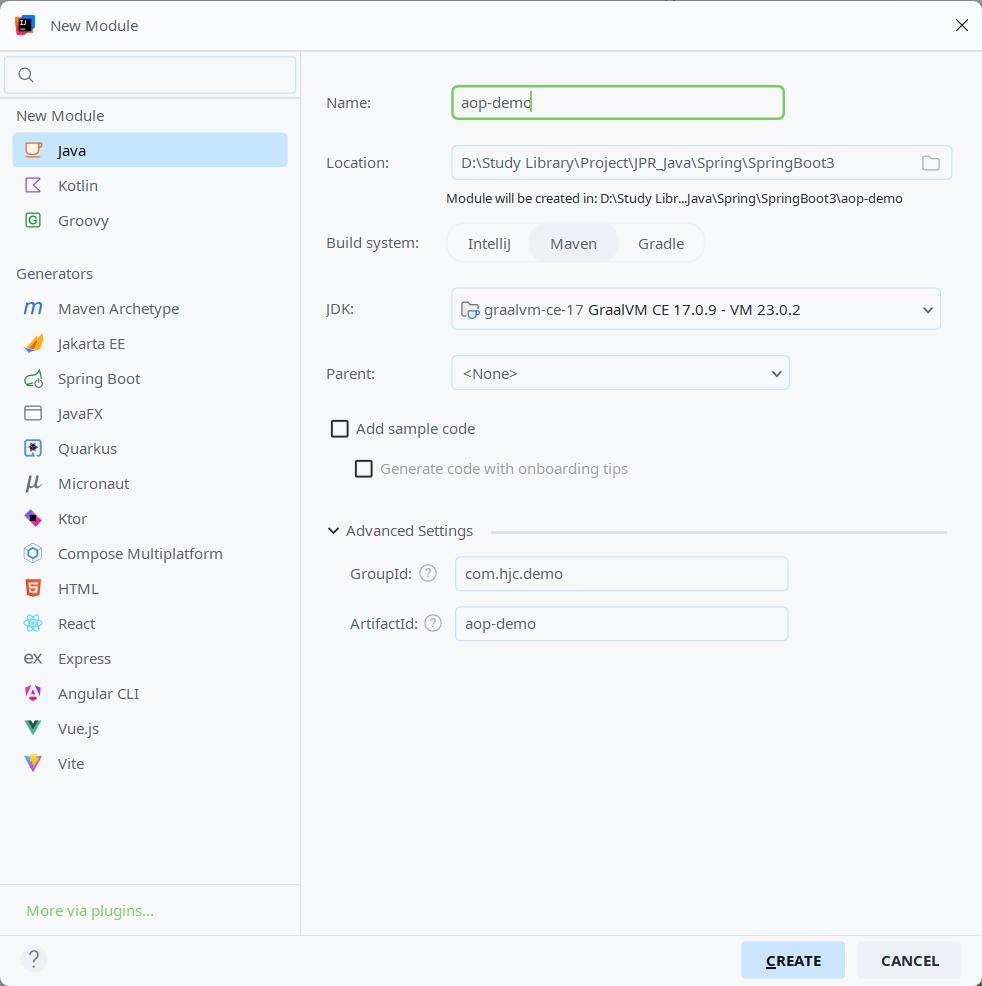 New Module
New Module
Java
Kotlin
Groovy
Generators
Maven Archetype
Jakarta EE
Spring Boot
JavaFX
Quarkus
Micronaut
Ktor
Compose Multiplatform
HTML
React
Express
Angular CLI
Vue.js
Vite
More via plugins...
Name: aop-demo
Location: D:\Study Library\Project\JPR_Java\Spring\SpringBoot3
Module will be created in: D:\Study Libr...Java\Spring\SpringBoot3\aop-demo
Build system: IntelliJ Maven Gradle
JDK: graalvm-ce-17 GraalVM CE 17.0.9 - VM 23.0.2
Parent: <None>
Add sample code
Generate code with onboarding tips
Advanced Settings
GroupId: ? com.hjc.demo
ArtifactId: ? aop-demo
? CREATE CANCEL